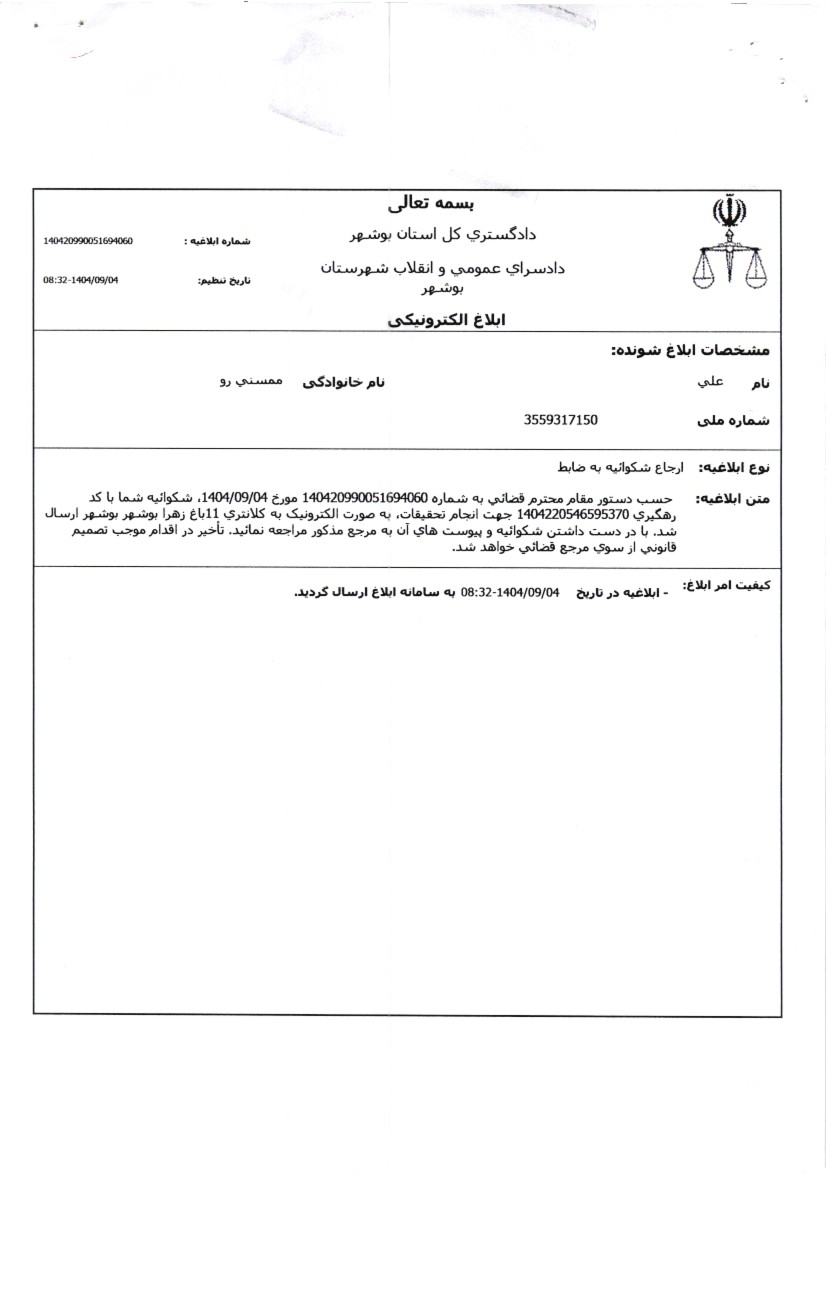 بسمه تعالی
دادگستري کل استان بوشهر
شماره ابلاغیه : 140420990051694060
دادسراي عمومي و انقلاب شهرستان
بوشهر
تاریخ تنظیم: 08:32-1404/09/04
ابلاغ الکترونیکی
مشخصات ابلاغ شونده:
نام علي نام خانوادگی ممسني رو
شماره ملی 3559317150
نوع ابلاغیه: ارجاع شکوائیه به ضابط
متن ابلاغیه: حسب دستور مقام محترم قضائي به شماره 140420990051694060 مورخ 1404/09/04، شکوائیه شما با کد
رهگیري 1404220546595370 جهت انجام تحقیقات، به صورت الکترونیک به کلانتري 11باغ زهرا بوشهر بوشهر ارسال
شد. با در دست داشتن شکوائیه و پیوست هاي آن به مرجع مذکور مراجعه نمائید. تأخیر در اقدام موجب تصمیم
قانوني از سوي مرجع قضائي خواهد شد.
کیفیت امر ابلاغ: - ابلاغیه در تاریخ 08:32-1404/09/04 به سامانه ابلاغ ارسال گردید.